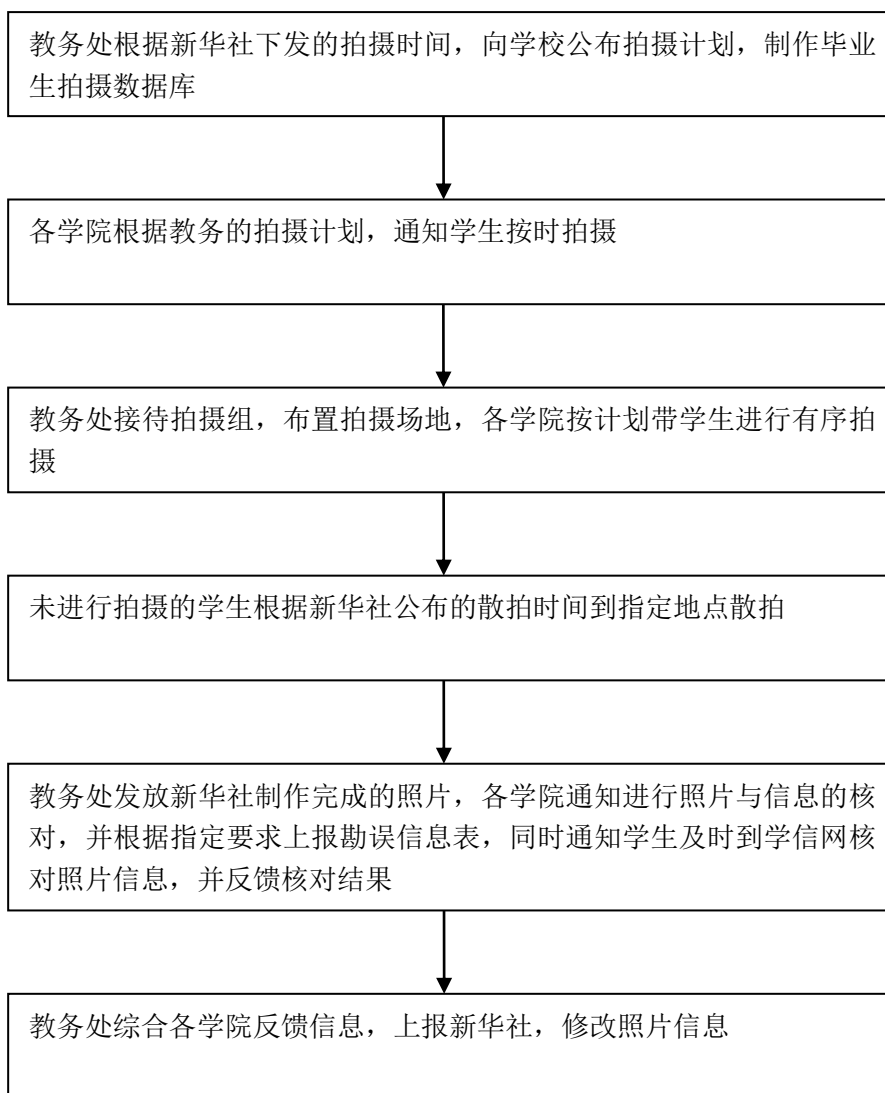 教务处根据新华社下发的拍摄时间，向学校公布拍摄计划，制作毕业
生拍摄数据库
各学院根据教务的拍摄计划，通知学生按时拍摄
教务处接待拍摄组，布置拍摄场地，各学院按计划带学生进行有序拍
摄
未进行拍摄的学生根据新华社公布的散拍时间到指定地点散拍
教务处发放新华社制作完成的照片，各学院通知进行照片与信息的核
对，并根据指定要求上报勘误信息表，同时通知学生及时到学信网核
对照片信息，并反馈核对结果
教务处综合各学院反馈信息，上报新华社，修改照片信息